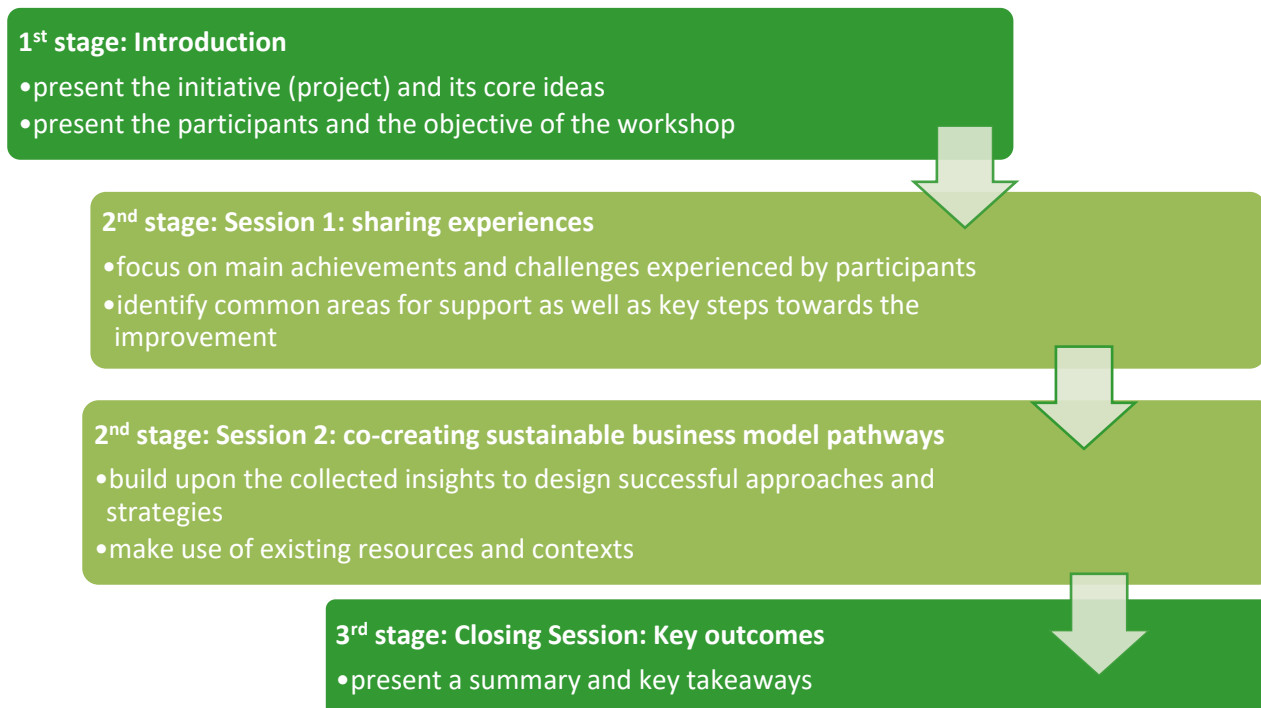 1st stage: Introduction
•present the initiative (project) and its core ideas
•present the participants and the objective of the workshop
2nd stage: Session 1: sharing experiences
•focus on main achievements and challenges experienced by participants
•identify common areas for support as well as key steps towards the
improvement
2nd stage: Session 2: co-creating sustainable business model pathways
•build upon the collected insights to design successful approaches and
strategies
•make use of existing resources and contexts
3rd stage: Closing Session: Key outcomes
•present a summary and key takeaways